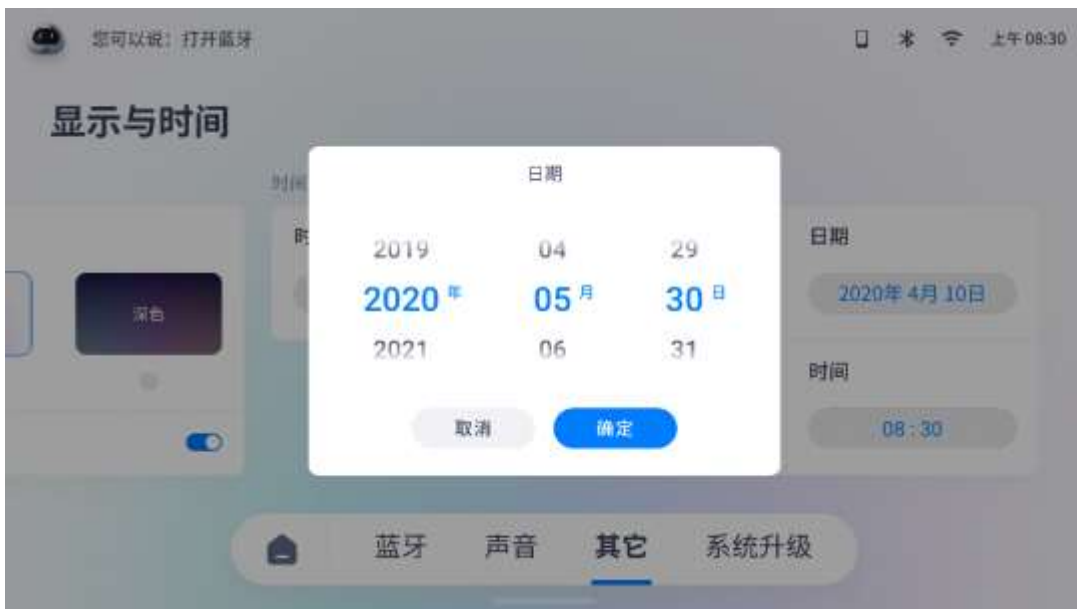 您可以说：打开蓝牙
上午 08:30
显示与时间
时间
日期
深色
2019 04 29
2020 年 05 月 30 日
2021 06 31
取消 确定
日期
2020年 4月 10日
时间
08 : 30
蓝牙 声音 其它 系统升级